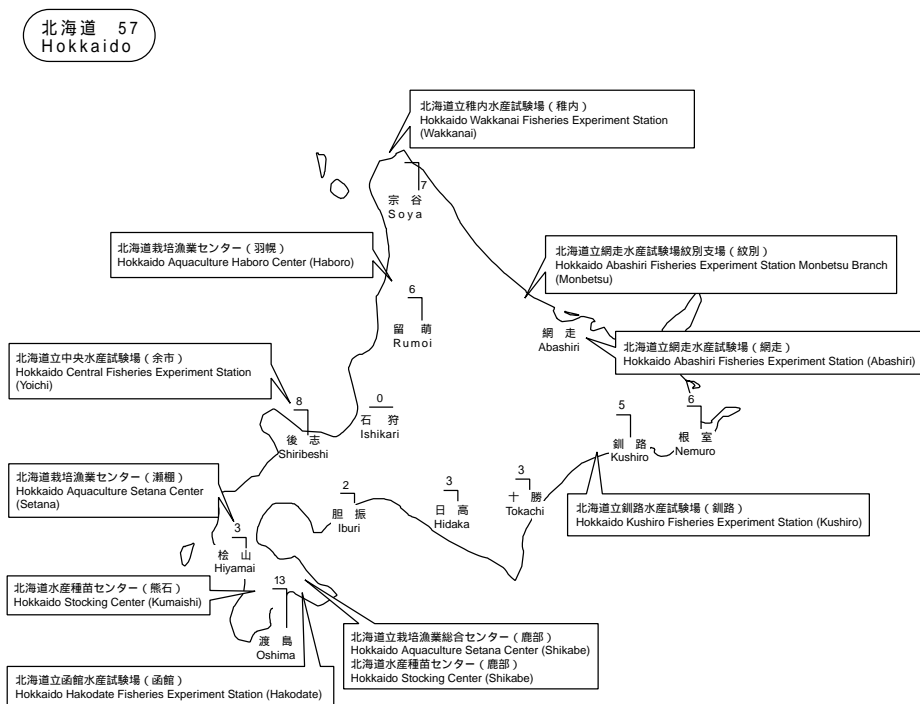 北海道 57
Hokkaido
北海道立稚内水産試験場（稚内）
Hokkaido Wakkanai Fisheries Experiment Station
(Wakkanai)
7
宗 谷
Soya
北海道栽培漁業センター（羽幌）
Hokkaido Aquaculture Haboro Center (Haboro)
北海道立網走水産試験場紋別支場（紋別）
Hokkaido Abashiri Fisheries Experiment Station Monbetsu Branch
(Monbetsu)
6
留 萌
Rumoi
網 走
Abashiri
北海道立網走水産試験場（網走）
Hokkaido Abashiri Fisheries Experiment Station (Abashiri)
北海道立中央水産試験場（余市）
Hokkaido Central Fisheries Experiment Station
(Yoichi)
8
後 志
Shiribeshi
0
石 狩
Ishikari
5
釧 路
Kushiro
6
根 室
Nemuro
北海道栽培漁業センター（瀬棚）
Hokkaido Aquaculture Setana Center
(Setana)
2
胆 振
Iburi
3
日 高
Hidaka
3
十 勝
Tokachi
北海道立釧路水産試験場（釧路）
Hokkaido Kushiro Fisheries Experiment Station (Kushiro)
3
桧 山
Hiyamai
北海道水産種苗センター（熊石）
Hokkaido Stocking Center (Kumaishi)
13
渡 島
Oshima
北海道立栽培漁業総合センター（鹿部）
Hokkaido Aquaculture Setana Center (Shikabe)
北海道水産種苗センター（鹿部）
Hokkaido Stocking Center (Shikabe)
北海道立函館水産試験場（函館）
Hokkaido Hakodate Fisheries Experiment Station (Hakodate)